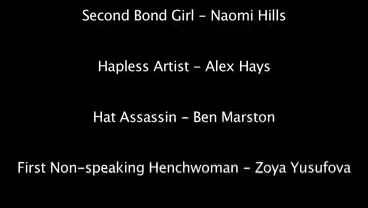 Second Bond Girl - Naomi Hills
Hapless Artist - Alex Hays
Hat Assassin - Ben Marston
First Non-speaking Henchwoman - Zoya Yusufova